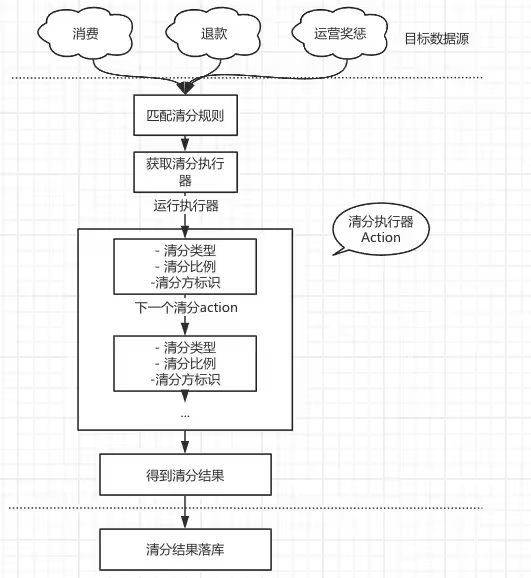 消费
退款
运营奖惩
目标数据源
匹配清分规则
获取清分执行
器
运行执行器
清分执行器
Action
- 清分类型
- 清分比例
-清分方标识
下一个清分action
- 清分类型
- 清分比例
-清分方标识
...
得到清分结果
清分结果落库